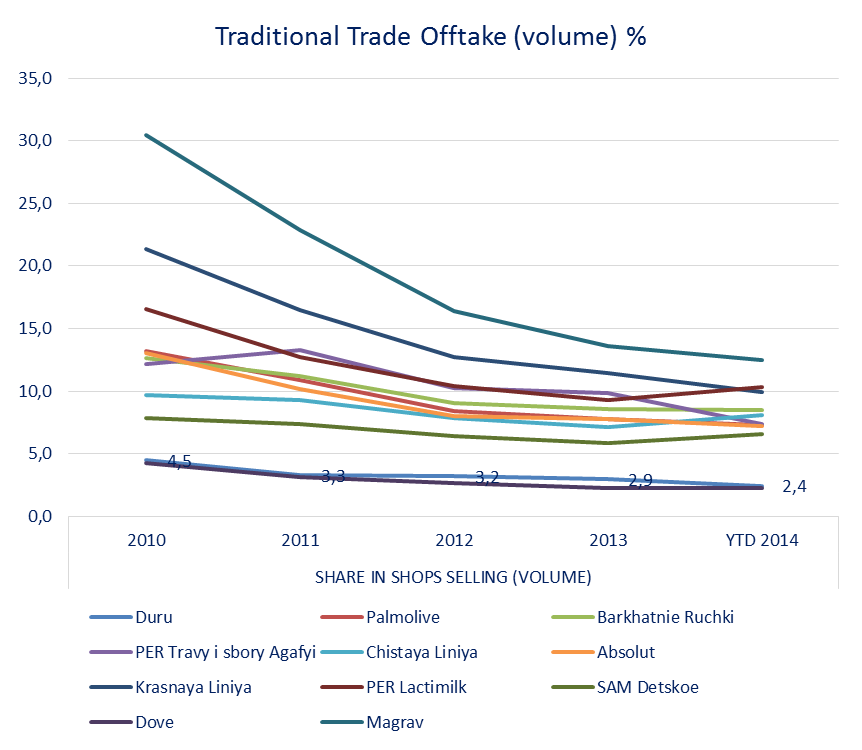 Traditional Trade Offtake (volume) %
35,0
30,0
25,0
20,0
15,0
10,0
5,0
0,0
4,5
3,3
3,2
2,9
2,4
2010 2011 2012 2013 YTD 2014
SHARE IN SHOPS SELLING (VOLUME)
Duru Palmolive Barkhatnie Ruchki
PER Travy i sbory Agafyi Chistaya Liniya Absolut
Krasnaya Liniya PER Lactimilk SAM Detskoe
Dove Magrav